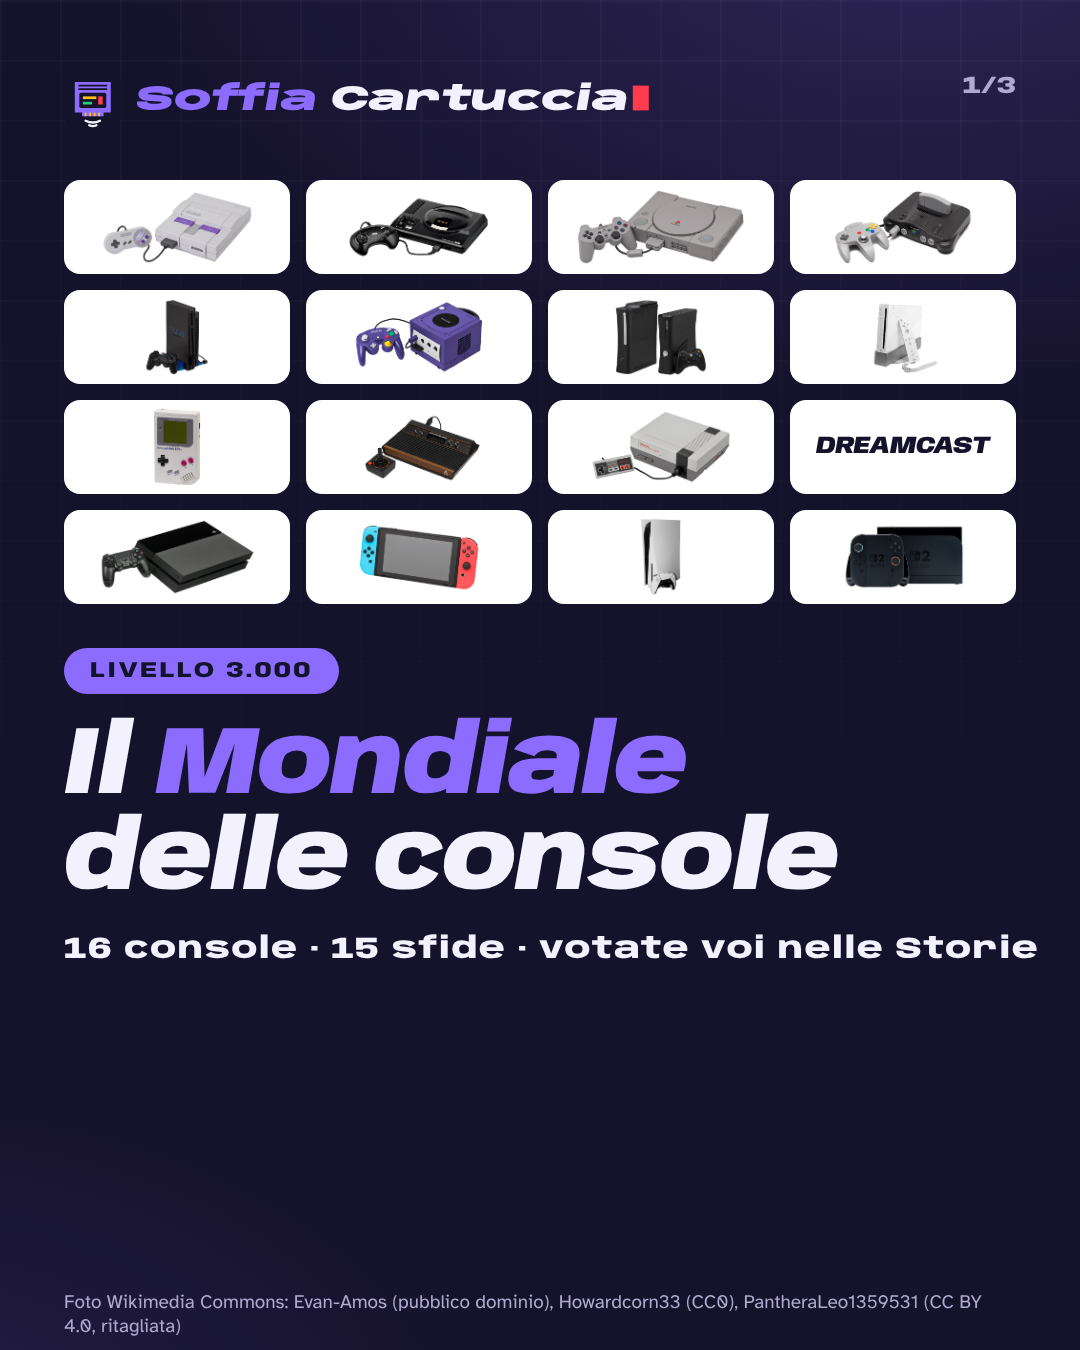 Soffia Cartuccia
1/3
DREAMCAST
LIVELLO 3.000
Il Mondiale
delle console
16 console · 15 sfide · votate voi nelle Storie
Foto Wikimedia Commons: Evan-Amos (pubblico dominio), Howardcorn33 (CC0), PantheraLeo1359531 (CC BY
4.0, ritagliata)